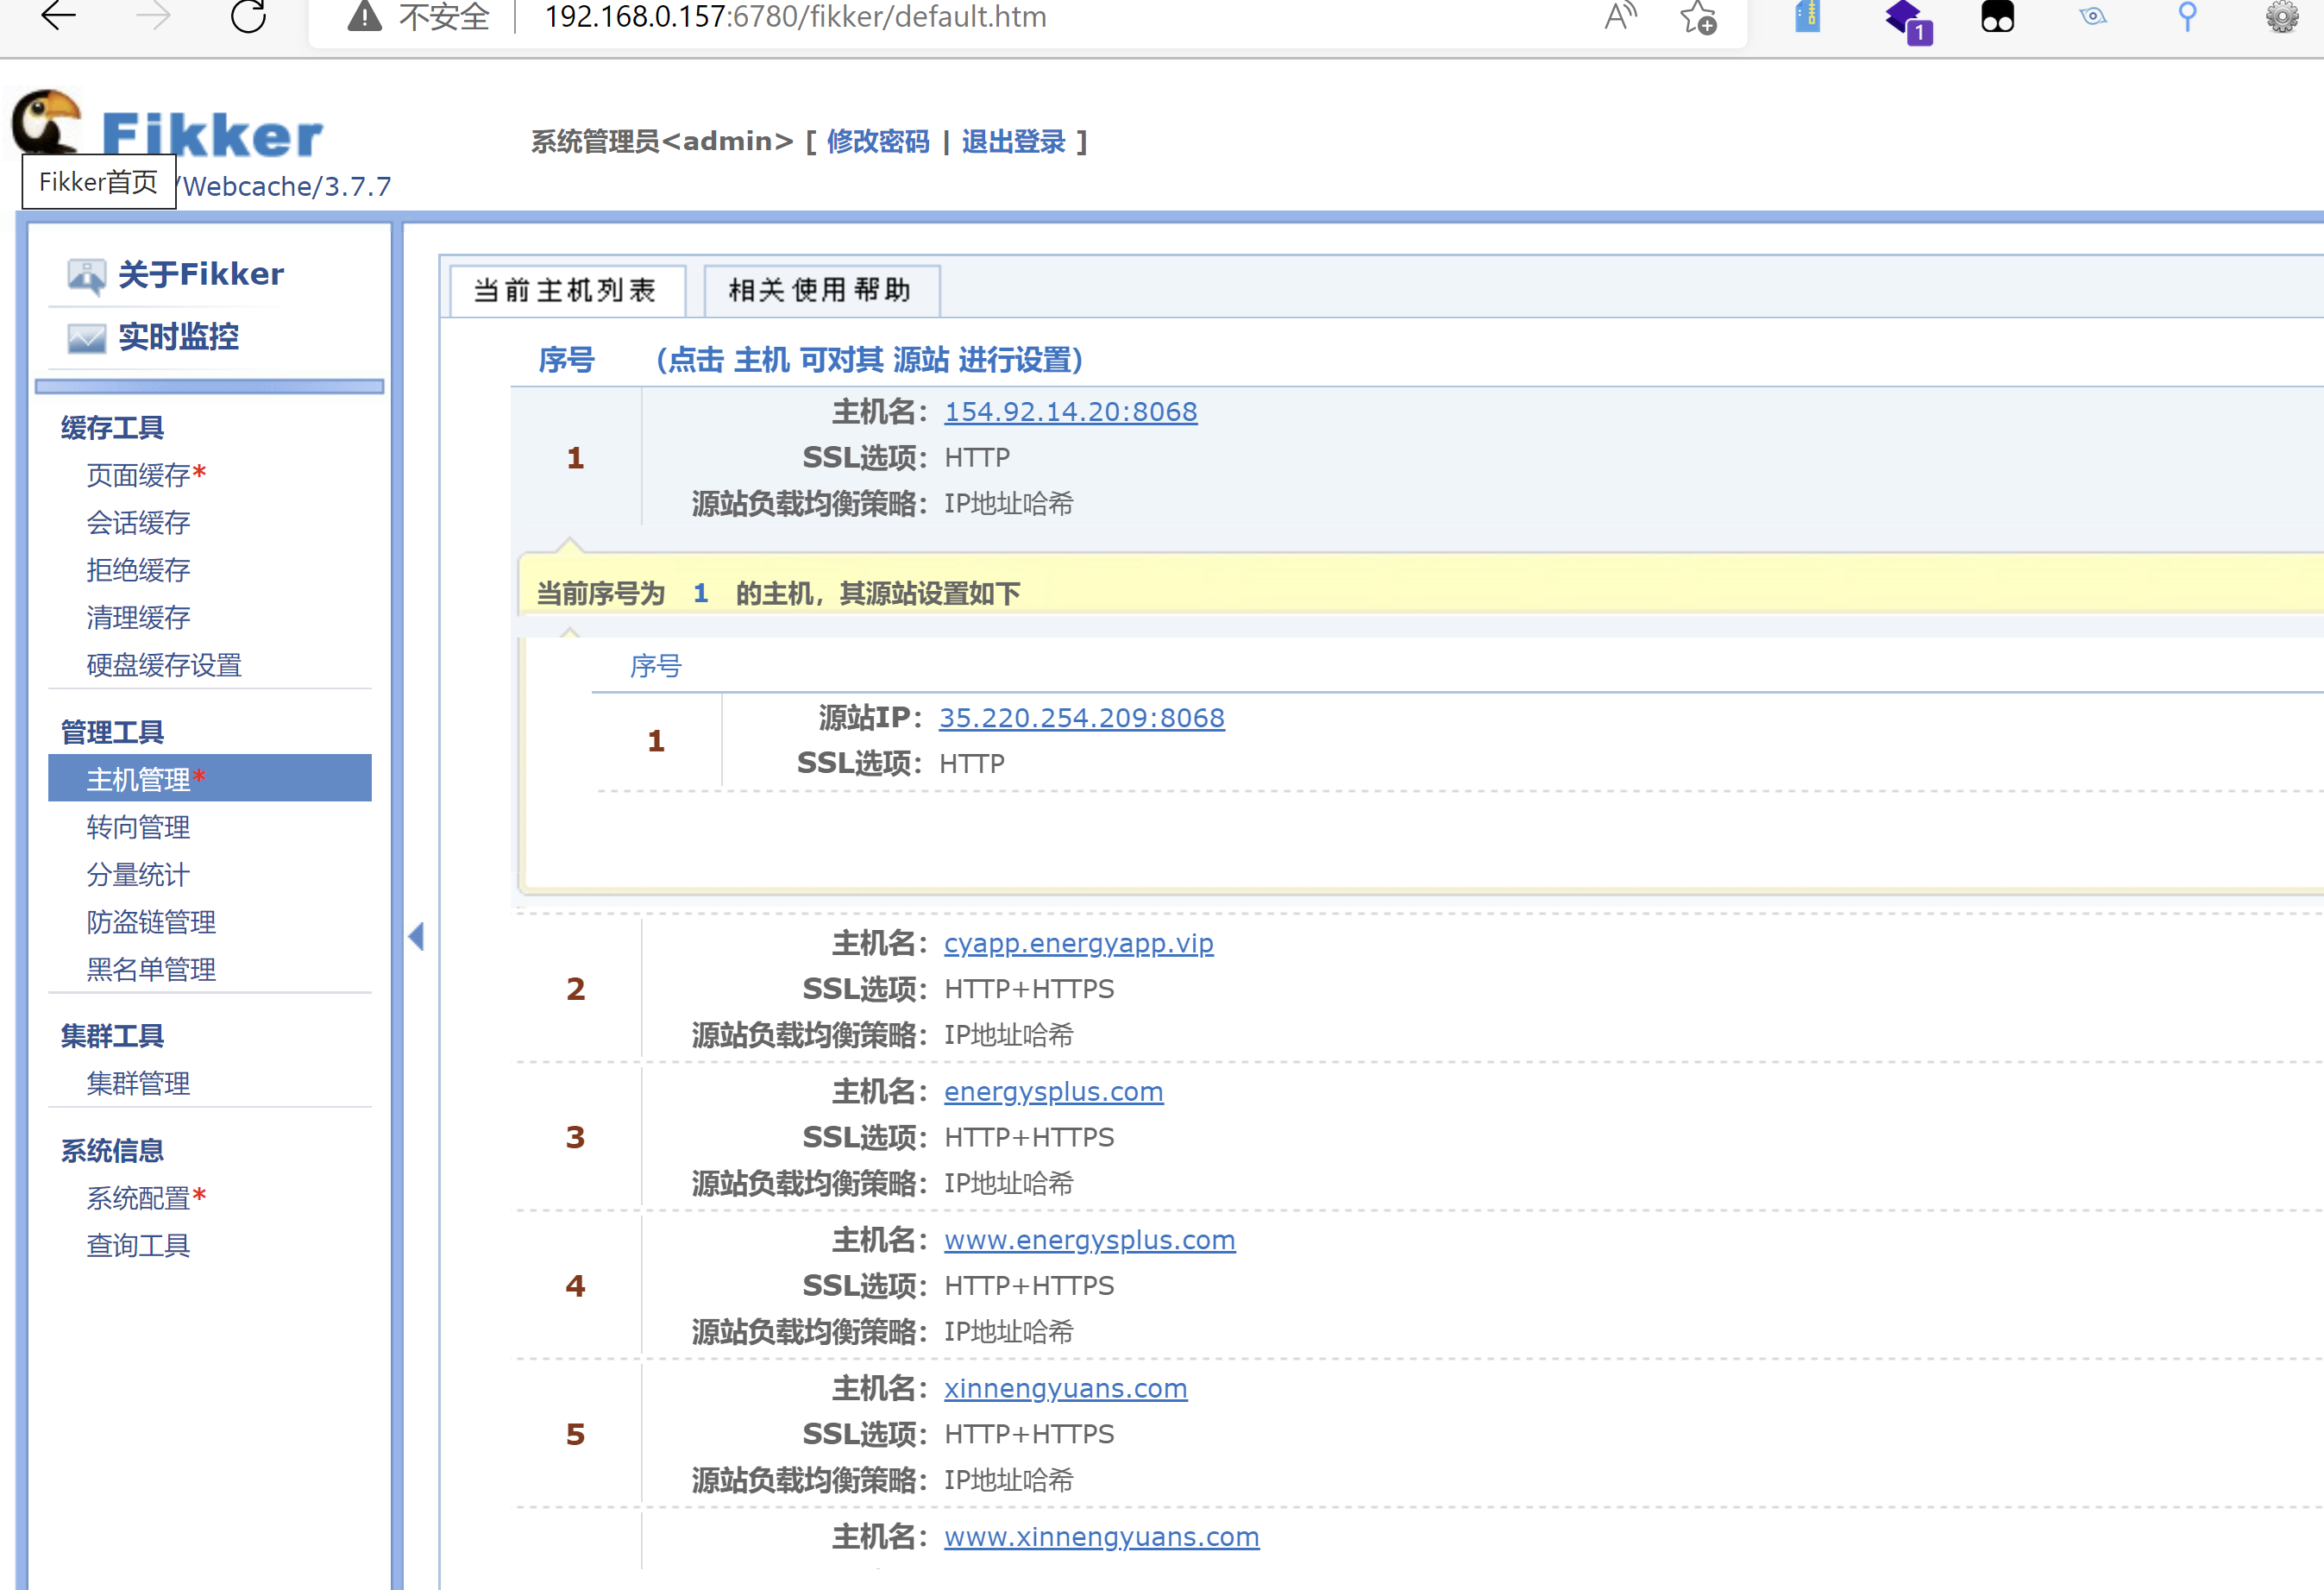 不安全 192.168.0.157:6780/fikker/default.htm
1
Fikker
系统管理员<admin> [ 修改密码 | 退出登录 ]
Fikker首页 /Webcache/3.7.7
关于Fikker
实时监控
缓存工具
页面缓存*
会话缓存
拒绝缓存
清理缓存
硬盘缓存设置
管理工具
主机管理*
转向管理
分量统计
防盗链管理
黑名单管理
集群工具
集群管理
系统信息
系统配置*
查询工具
当前主机列表 相关使用帮助
序号 (点击 主机 可对其 源站 进行设置)
1
主机名： 154.92.14.20:8068
SSL选项： HTTP
源站负载均衡策略： IP地址哈希
当前序号为 1 的主机，其源站设置如下
序号
1
源站IP： 35.220.254.209:8068
SSL选项： HTTP
2
主机名： cyapp.energyapp.vip
SSL选项： HTTP+HTTPS
源站负载均衡策略： IP地址哈希
3
主机名： energysplus.com
SSL选项： HTTP+HTTPS
源站负载均衡策略： IP地址哈希
4
主机名： www.energysplus.com
SSL选项： HTTP+HTTPS
源站负载均衡策略： IP地址哈希
5
主机名： xinnengyuans.com
SSL选项： HTTP+HTTPS
源站负载均衡策略： IP地址哈希
主机名： www.xinnengyuans.com